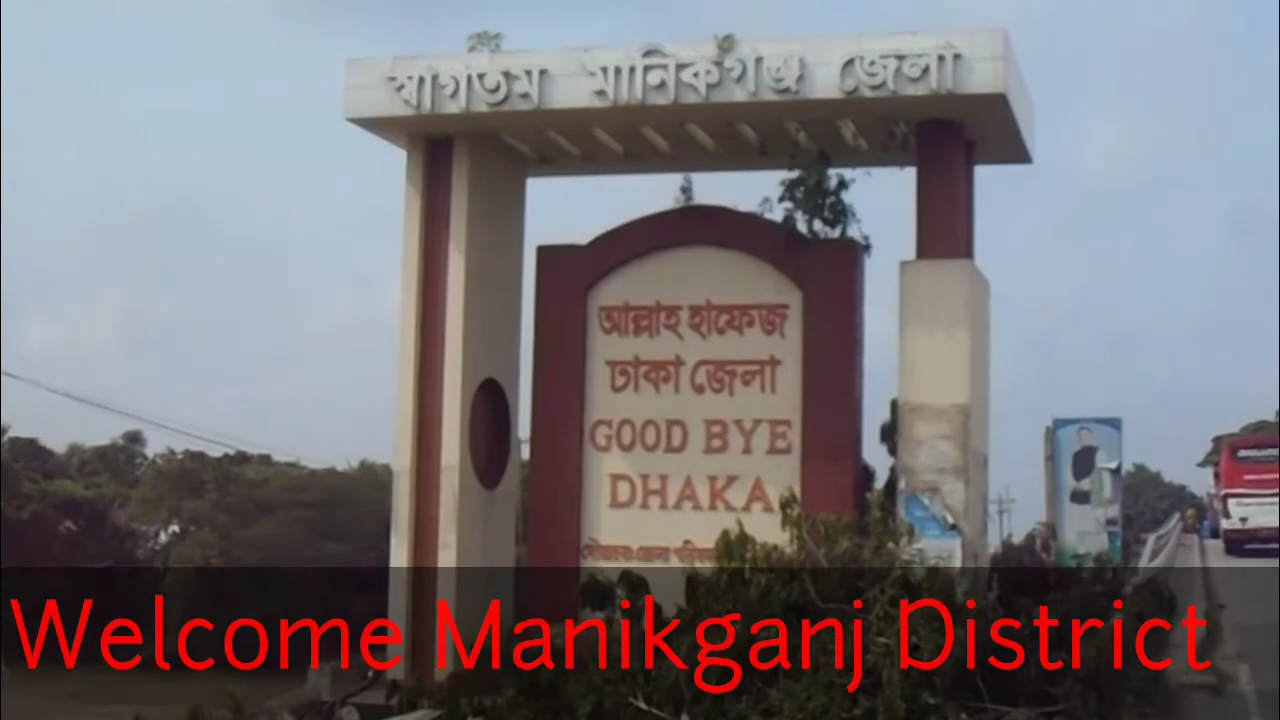 স্বাগতম মানিকগঞ্জ জেলা
আল্লাহ হাফেজ
ঢাকা জেলা
GOOD BYE
DHAKA
জেলা
Welcome Manikganj District